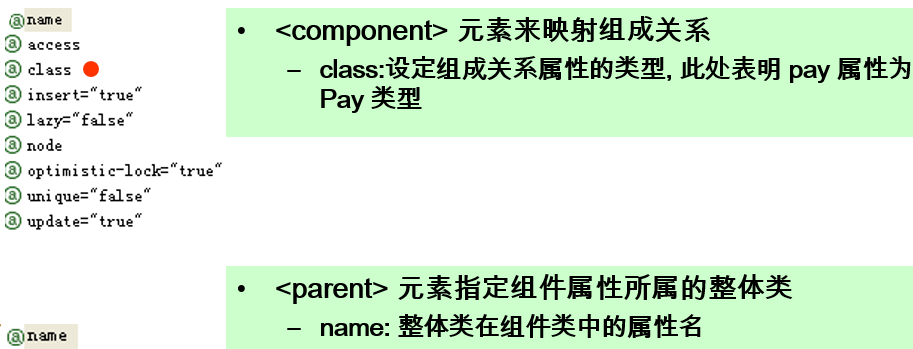 name
access
class
insert="true"
lazy="false"
node
optimistic-lock="true"
unique="false"
update="true"
• <component> 元素来映射组成关系
– class:设定组成关系属性的类型, 此处表明 pay 属性为
Pay 类型
• <parent> 元素指定组件属性所属的整体类
– name: 整体类在组件类中的属性名
name